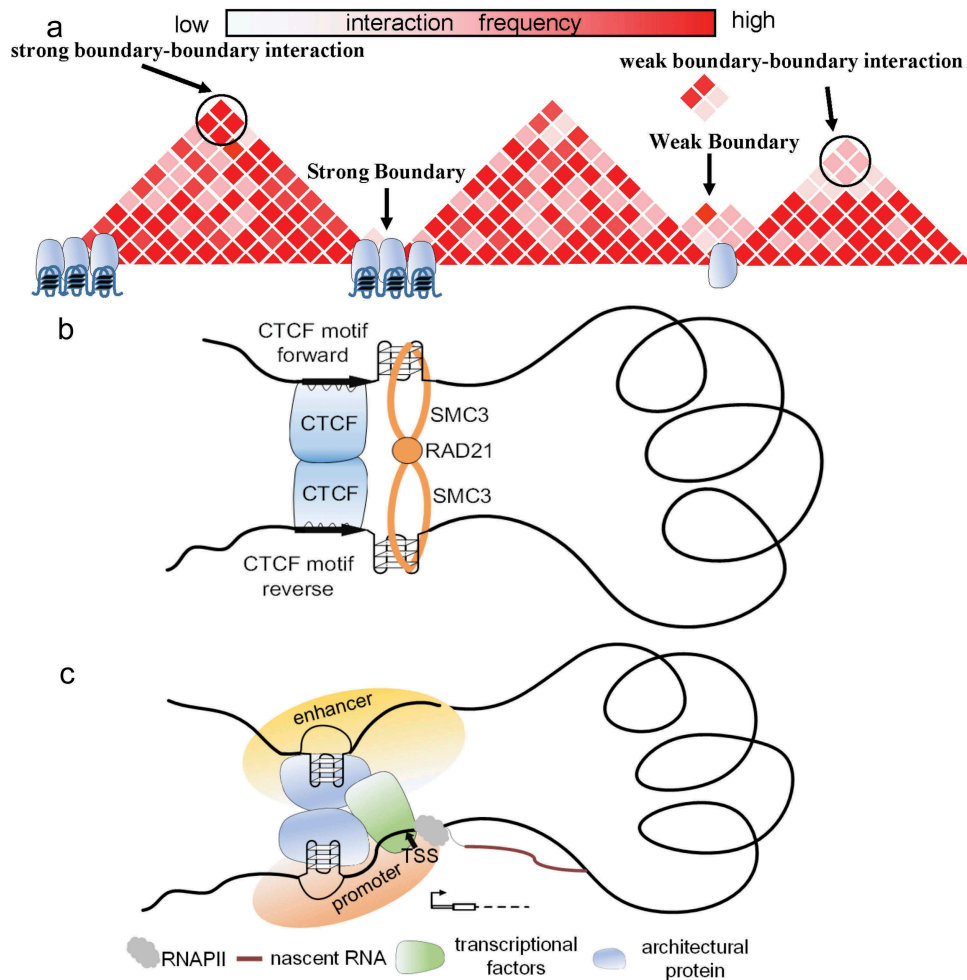 a
low
interaction frequency
high
strong boundary-boundary interaction
weak boundary-boundary interaction
Strong Boundary
Weak Boundary
b
CTCF motif
forward
CTCF
SMC3
RAD21
CTCF
SMC3
CTCF motif
reverse
c
enhancer
TSS
promoter
RNAPII
nascent RNA
transcriptional
factors
architectural
protein